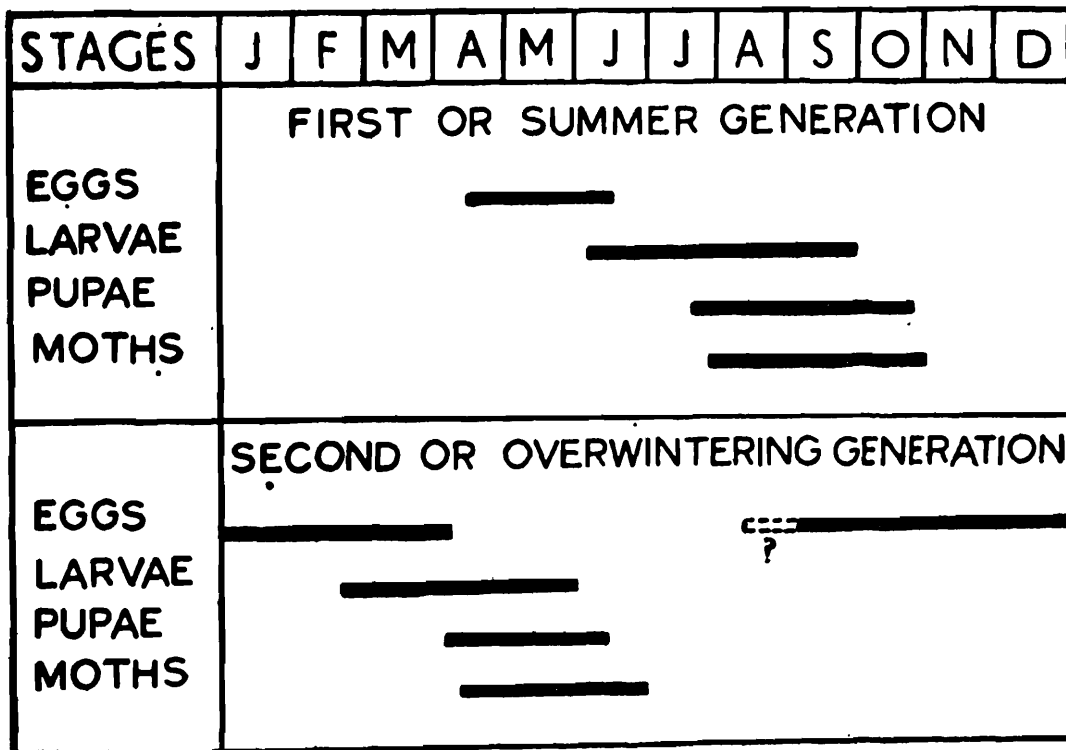 STAGES J F M A M J J A S O N D
FIRST OR SUMMER GENERATION
EGGS
LARVAE
PUPAE
MOTHS
SECOND OR OVERWINTERING GENERATION
EGGS
?
LARVAE
PUPAE
MOTHS